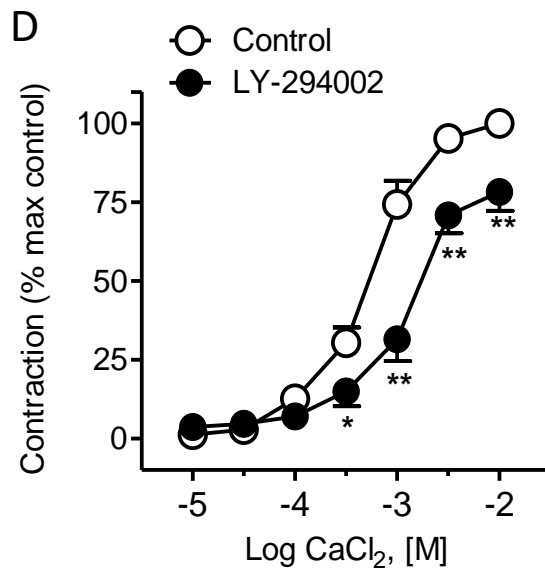 D
Control
LY-294002
Contraction (% max control)
100
75
50
25
0
*
**
**
**
-5
-4
-3
-2
Log CaCl₂, [M]